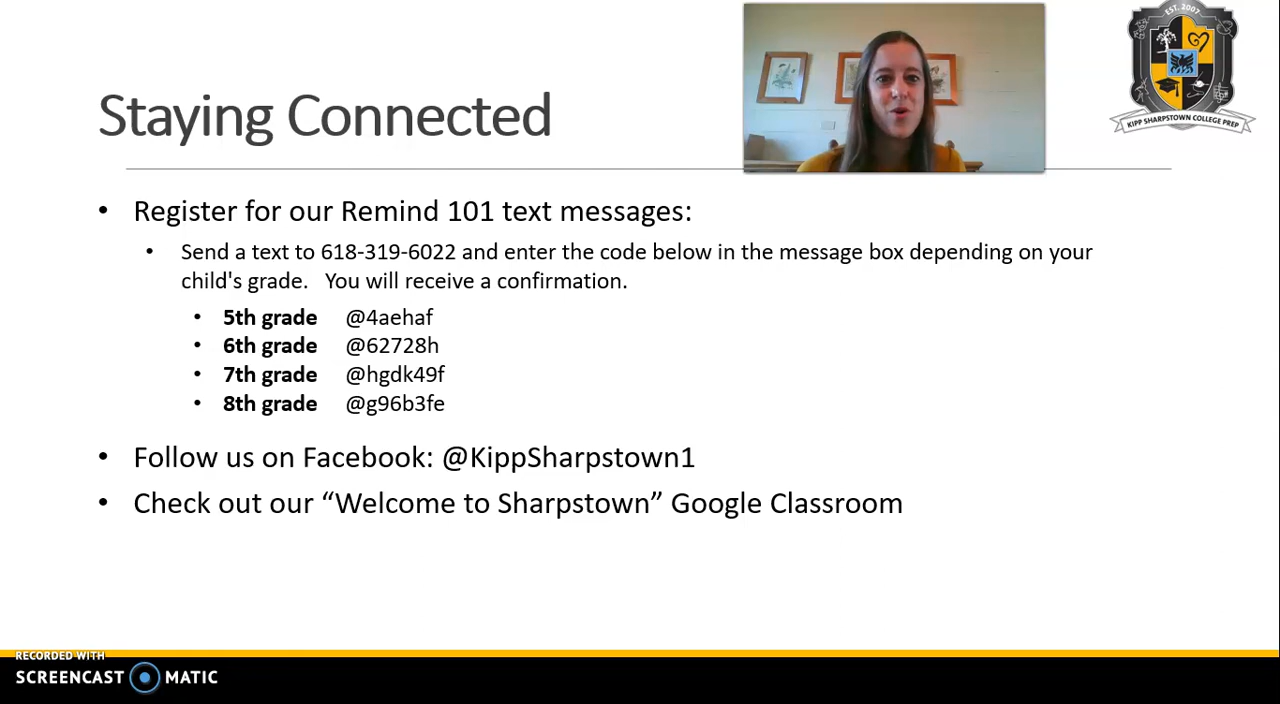 EST. 2007
KIPP SHARPSTOWN COLLEGE PREP
Staying Connected
• Register for our Remind 101 text messages:
• Send a text to 618-319-6022 and enter the code below in the message box depending on your
child's grade.   You will receive a confirmation.
• 5th grade @4aehaf
• 6th grade @62728h
• 7th grade @hgdk49f
• 8th grade @g96b3fe
• Follow us on Facebook: @KippSharpstown1
• Check out our “Welcome to Sharpstown” Google Classroom
RECORDED WITH
SCREENCAST MATIC